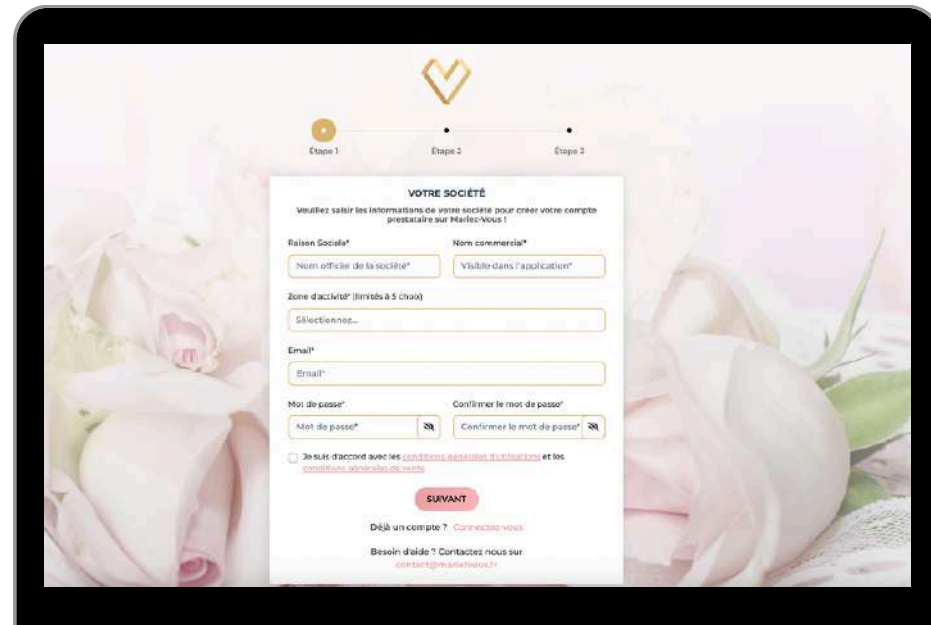 Étape 1
Étape 2
Étape 3
VOTRE SOCIÉTÉ
Veuillez saisir les informations de votre société pour créer votre compte
prestataire sur Mariez-Vous !
Raison Sociale*
Nom commercial*
Nom officiel de la société*
Visible dans l'application*
Zone d'activité* (limités à 5 choix)
Sélectionnez...
Email*
Email*
Mot de passe*
Confirmer le mot de passe*
Mot de passe*
Confirmer le mot de passe*
Je suis d'accord avec les conditions générales d'utilisations et les
conditions générales de vente
SUIVANT
Déjà un compte ? Connectez-vous
Besoin d'aide ? Contactez nous sur
contact@mariezvous.fr